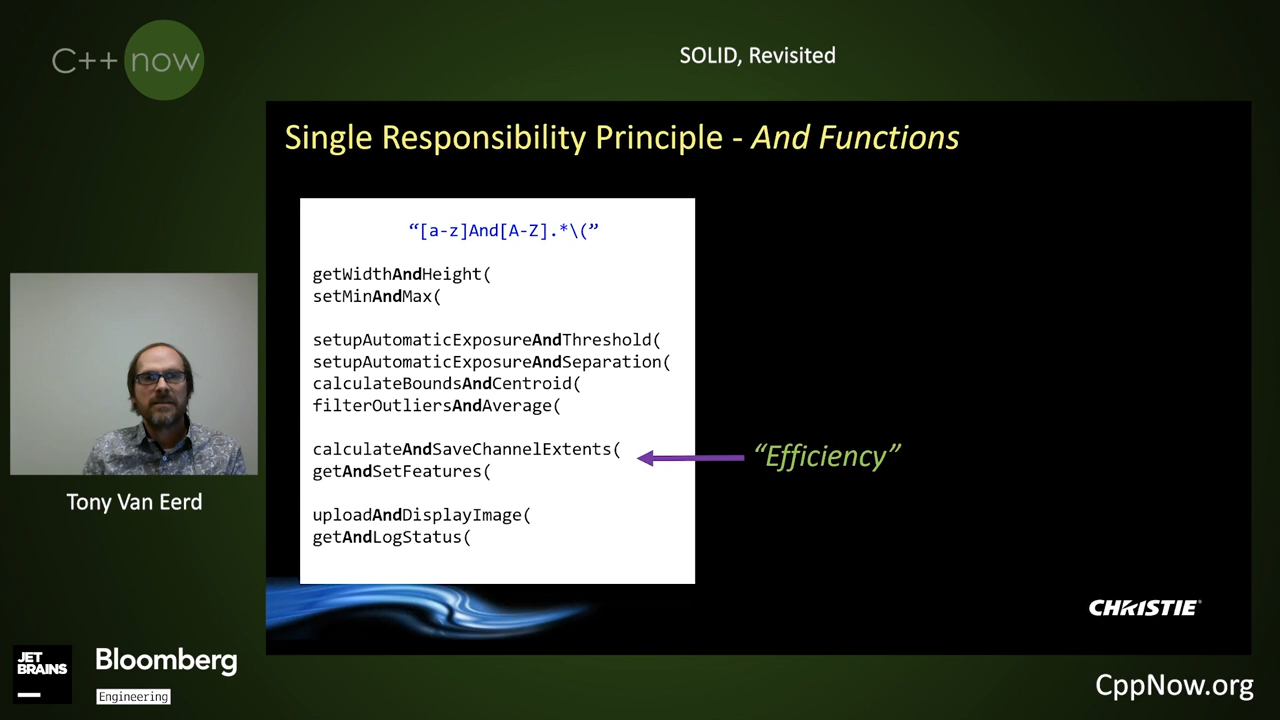 C++ now
SOLID, Revisited
Single Responsibility Principle - And Functions
“[a-z]And[A-Z].*\(”
getWidthAndHeight(
setMinAndMax(
setupAutomaticExposureAndThreshold(
setupAutomaticExposureAndSeparation(
calculateBoundsAndCentroid(
filterOutliersAndAverage(
calculateAndSaveChannelExtents(
getAndSetFeatures(
“Efficiency”
uploadAndDisplayImage(
getAndLogStatus(
Tony Van Eerd
CHRISTIE
JET
BRAINS
Bloomberg
Engineering
CppNow.org